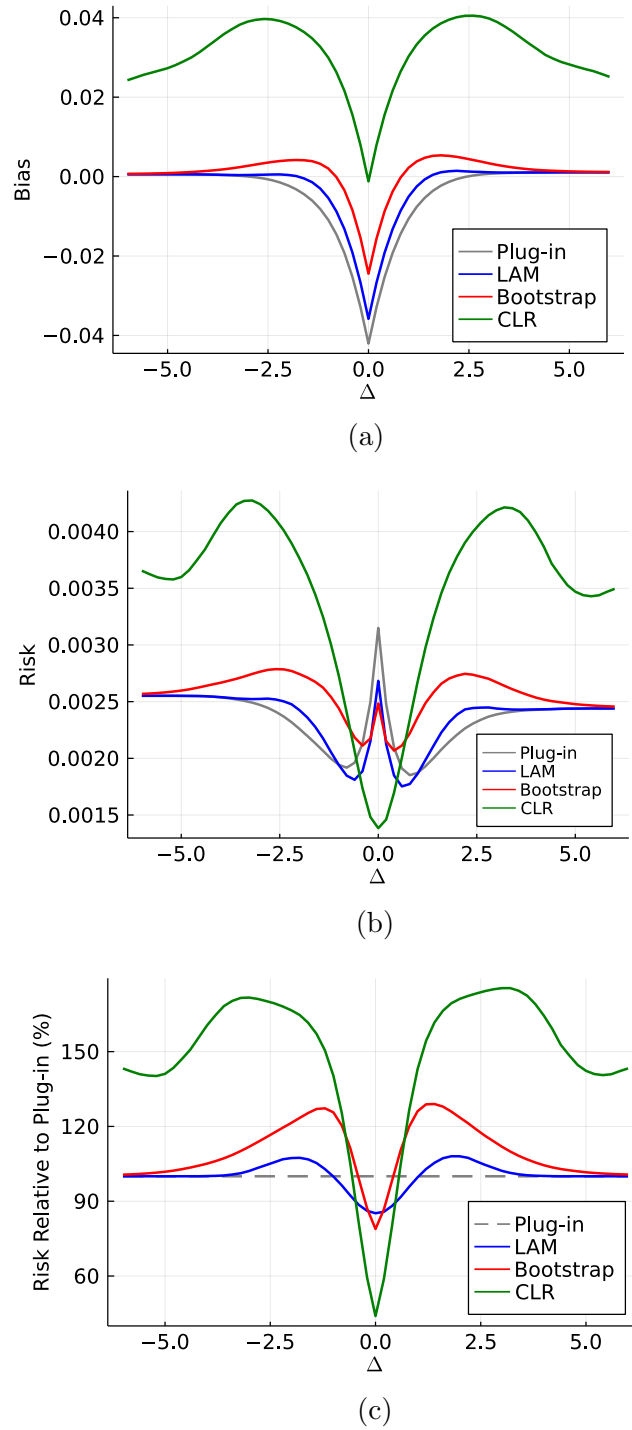 0.04
0.02
0.00
−0.02
−0.04
Bias
Plug-in
LAM
Bootstrap
CLR
−5.0 −2.5 0.0 2.5 5.0
Δ
(a)
0.0040
0.0035
0.0030
0.0025
0.0020
0.0015
Risk
Plug-in
LAM
Bootstrap
CLR
−5.0 −2.5 0.0 2.5 5.0
Δ
(b)
150
120
90
60
Risk Relative to Plug-in (%)
Plug-in
LAM
Bootstrap
CLR
−5.0 −2.5 0.0 2.5 5.0
Δ
(c)